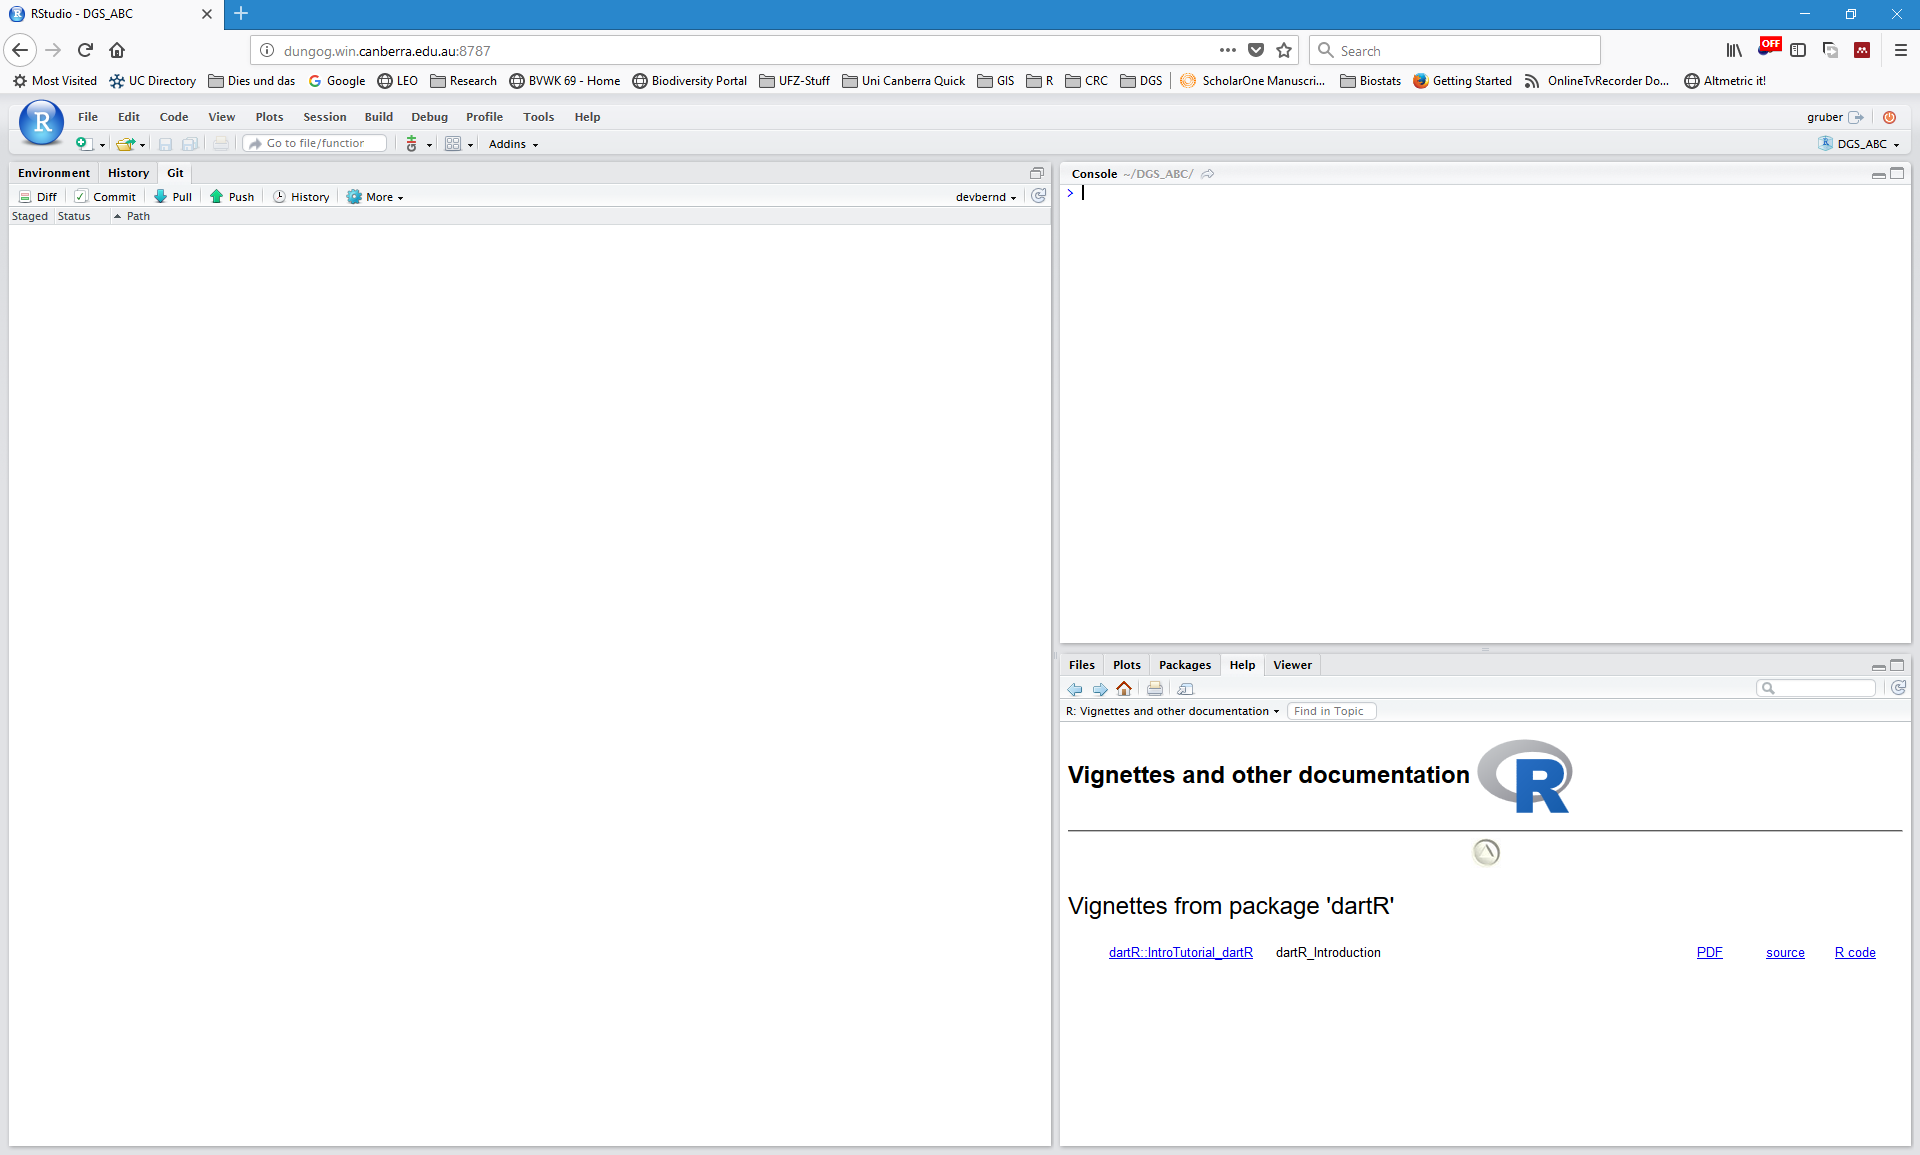 RStudio - DGS_ABC
dungog.win.canberra.edu.au:8787
Search
OFF
Most Visited UC Directory Dies und das Google LEO Research BVWK 69 - Home Biodiversity Portal UFZ-Stuff Uni Canberra Quick GIS R CRC DGS ScholarOne Manuscri... Biostats Getting Started OnlineTvRecorder Do... Altmetric it!
R File Edit Code View Plots Session Build Debug Profile Tools Help gruber
Go to file/function Addins DGS_ABC
Environment History Git
Diff Commit Pull Push History More devbernd
Staged Status Path
Console ~/DGS_ABC/
>
Files Plots Packages Help Viewer
R: Vignettes and other documentation Find in Topic
Vignettes and other documentation R
Vignettes from package 'dartR'
dartR::IntroTutorial_dartR dartR_Introduction PDF source R code